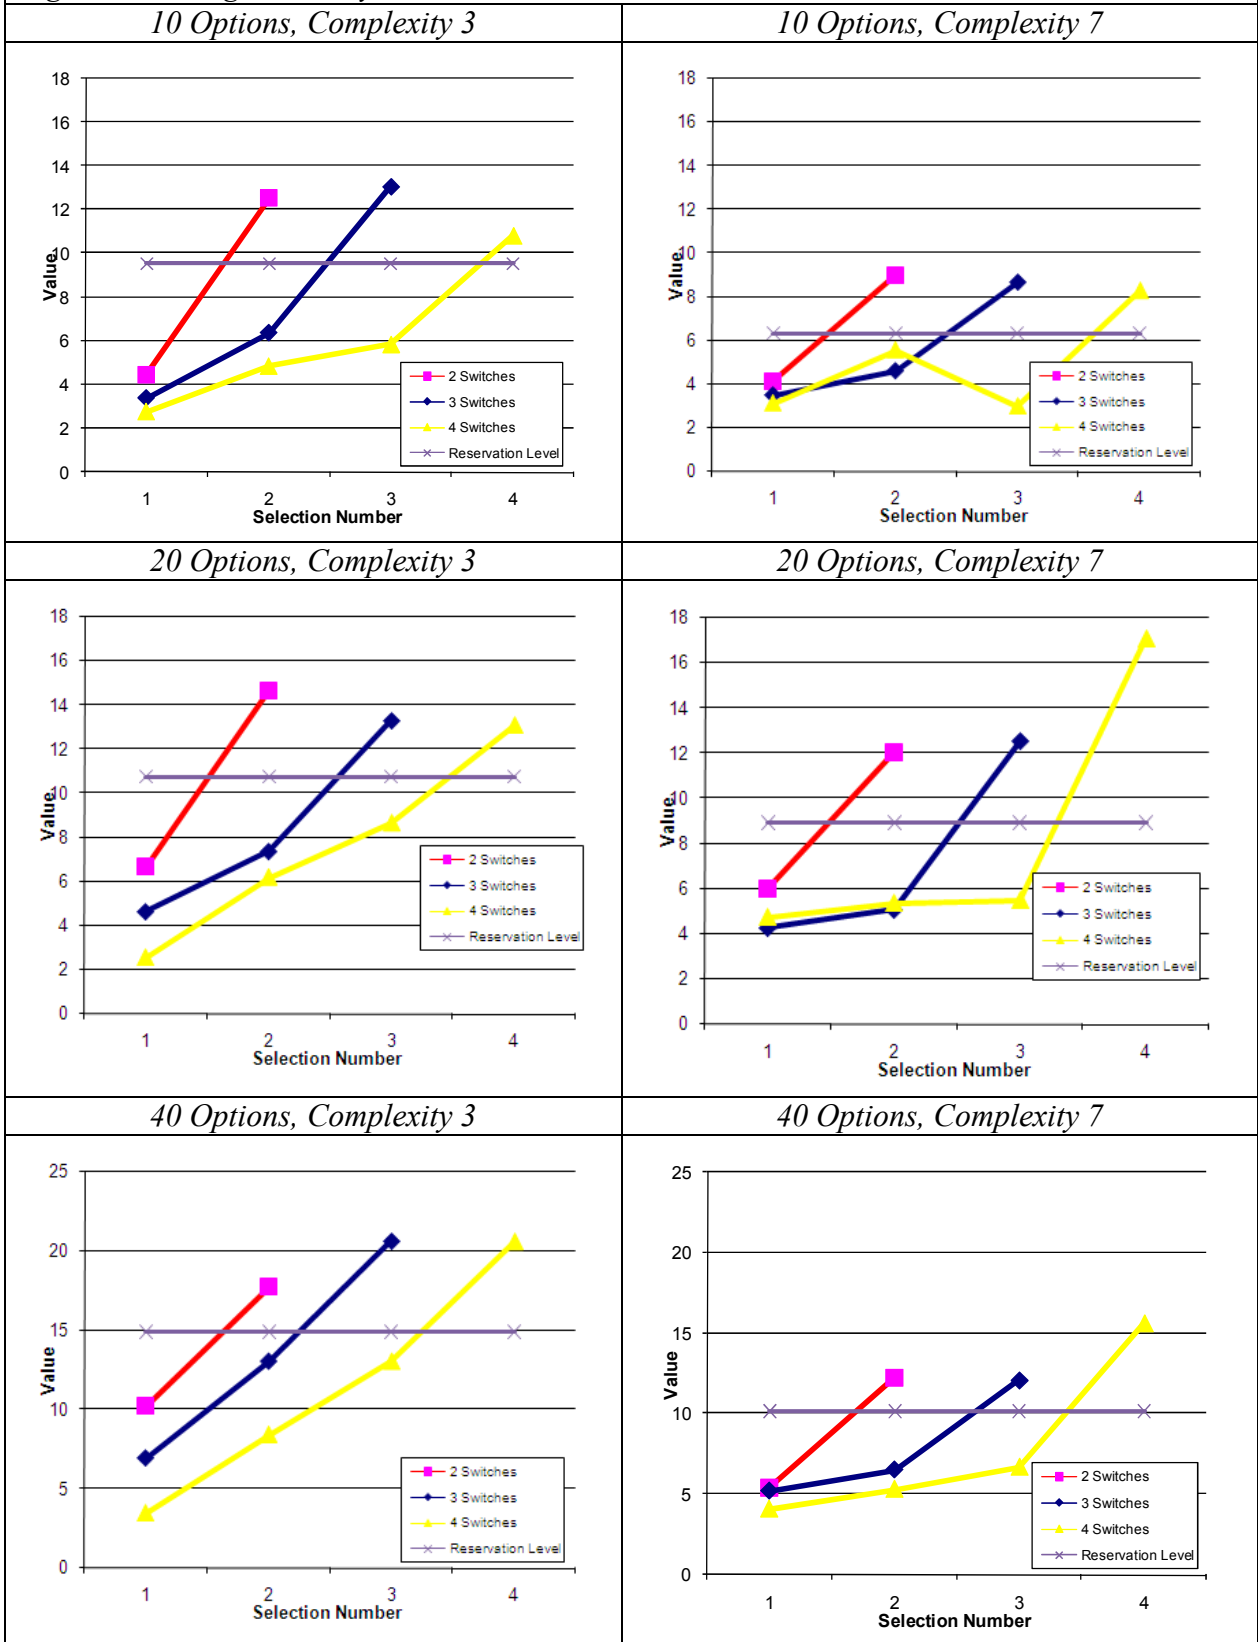 10 Options, Complexity 3
10 Options, Complexity 7
18
16
14
12
10
8
6
4
2
0
Value
1 2 3 4
Selection Number
2 Switches
3 Switches
4 Switches
Reservation Level
18
16
14
12
10
8
6
4
2
0
Value
1 2 3 4
Selection Number
2 Switches
3 Switches
4 Switches
Reservation Level
20 Options, Complexity 3
20 Options, Complexity 7
18
16
14
12
10
8
6
4
2
0
Value
1 2 3 4
Selection Number
2 Switches
3 Switches
4 Switches
Reservation Level
18
16
14
12
10
8
6
4
2
0
Value
1 2 3 4
Selection Number
2 Switches
3 Switches
4 Switches
Reservation Level
40 Options, Complexity 3
40 Options, Complexity 7
25
20
15
10
5
0
Value
1 2 3 4
Selection Number
2 Switches
3 Switches
4 Switches
Reservation Level
25
20
15
10
5
0
Value
1 2 3 4
Selection Number
2 Switches
3 Switches
4 Switches
Reservation Level